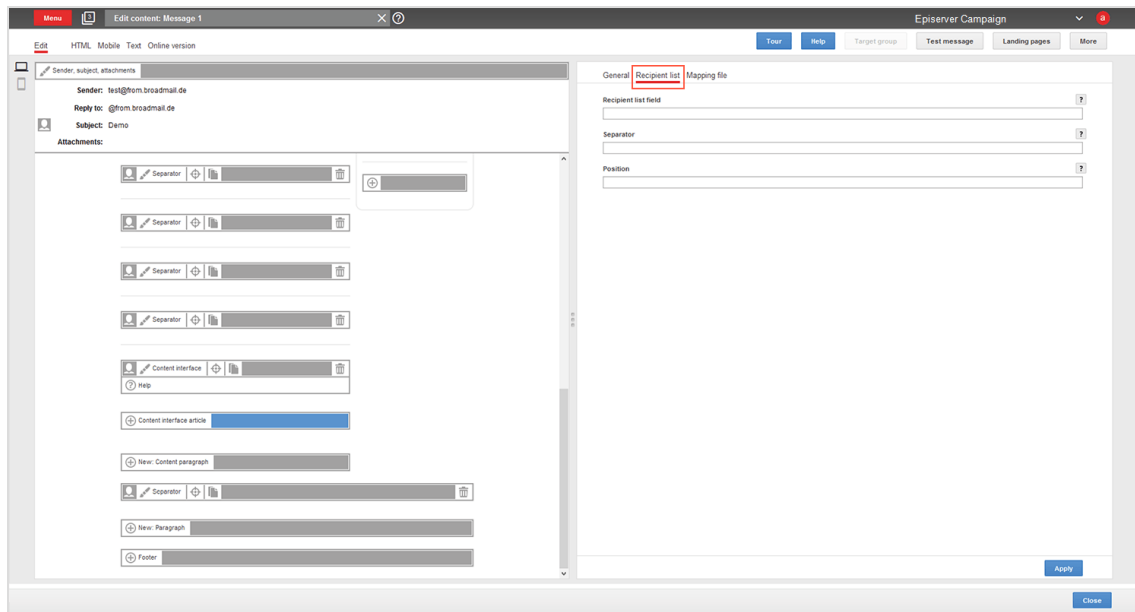 Menu
3
Edit content: Message 1
Episerver Campaign
a
Edit
HTML
Mobile
Text
Online version
Tour
Help
Target group
Test message
Landing pages
More
Sender, subject, attachments
Sender: test@from.broadmail.de
Reply to: @from.broadmail.de
Subject: Demo
Attachments:
Separator
Separator
Separator
Separator
Content interface
? Help
Content interface article
New: Content paragraph
Separator
New: Paragraph
Footer
General
Recipient list
Mapping file
Recipient list field
?
Separator
?
Position
?
Apply
Close